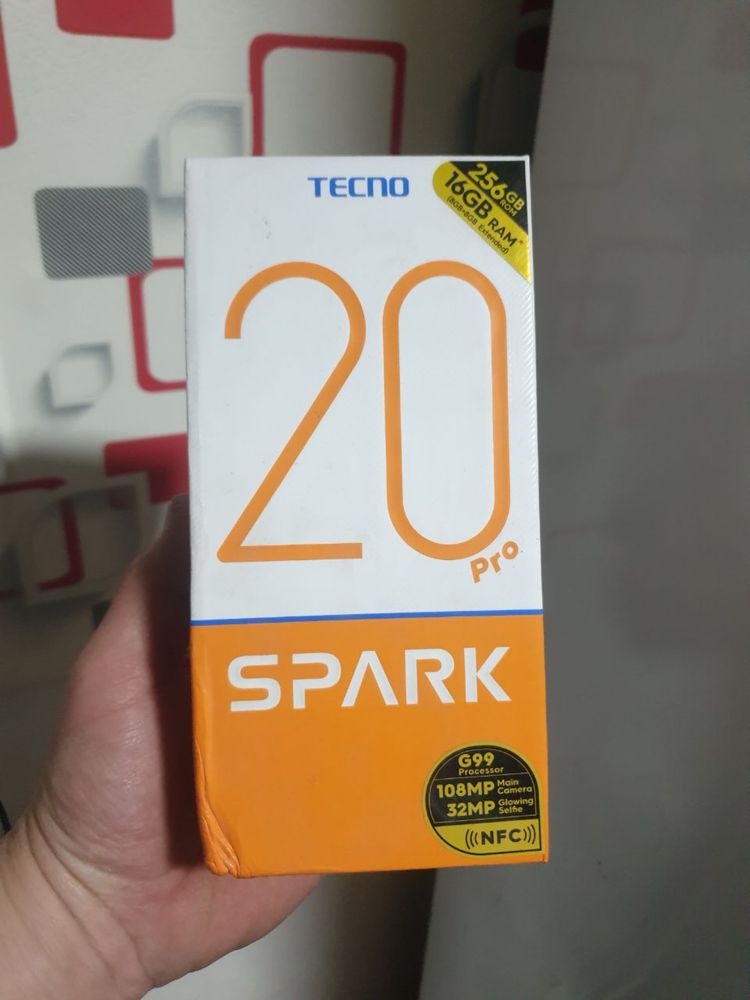 TECNO
256GB ROM
16GB RAM*
(8GB+8GB Extended)
20
Pro
SPARK
G99
Processor
108MP Main Camera
32MP Glowing Selfie
(((NFC)))